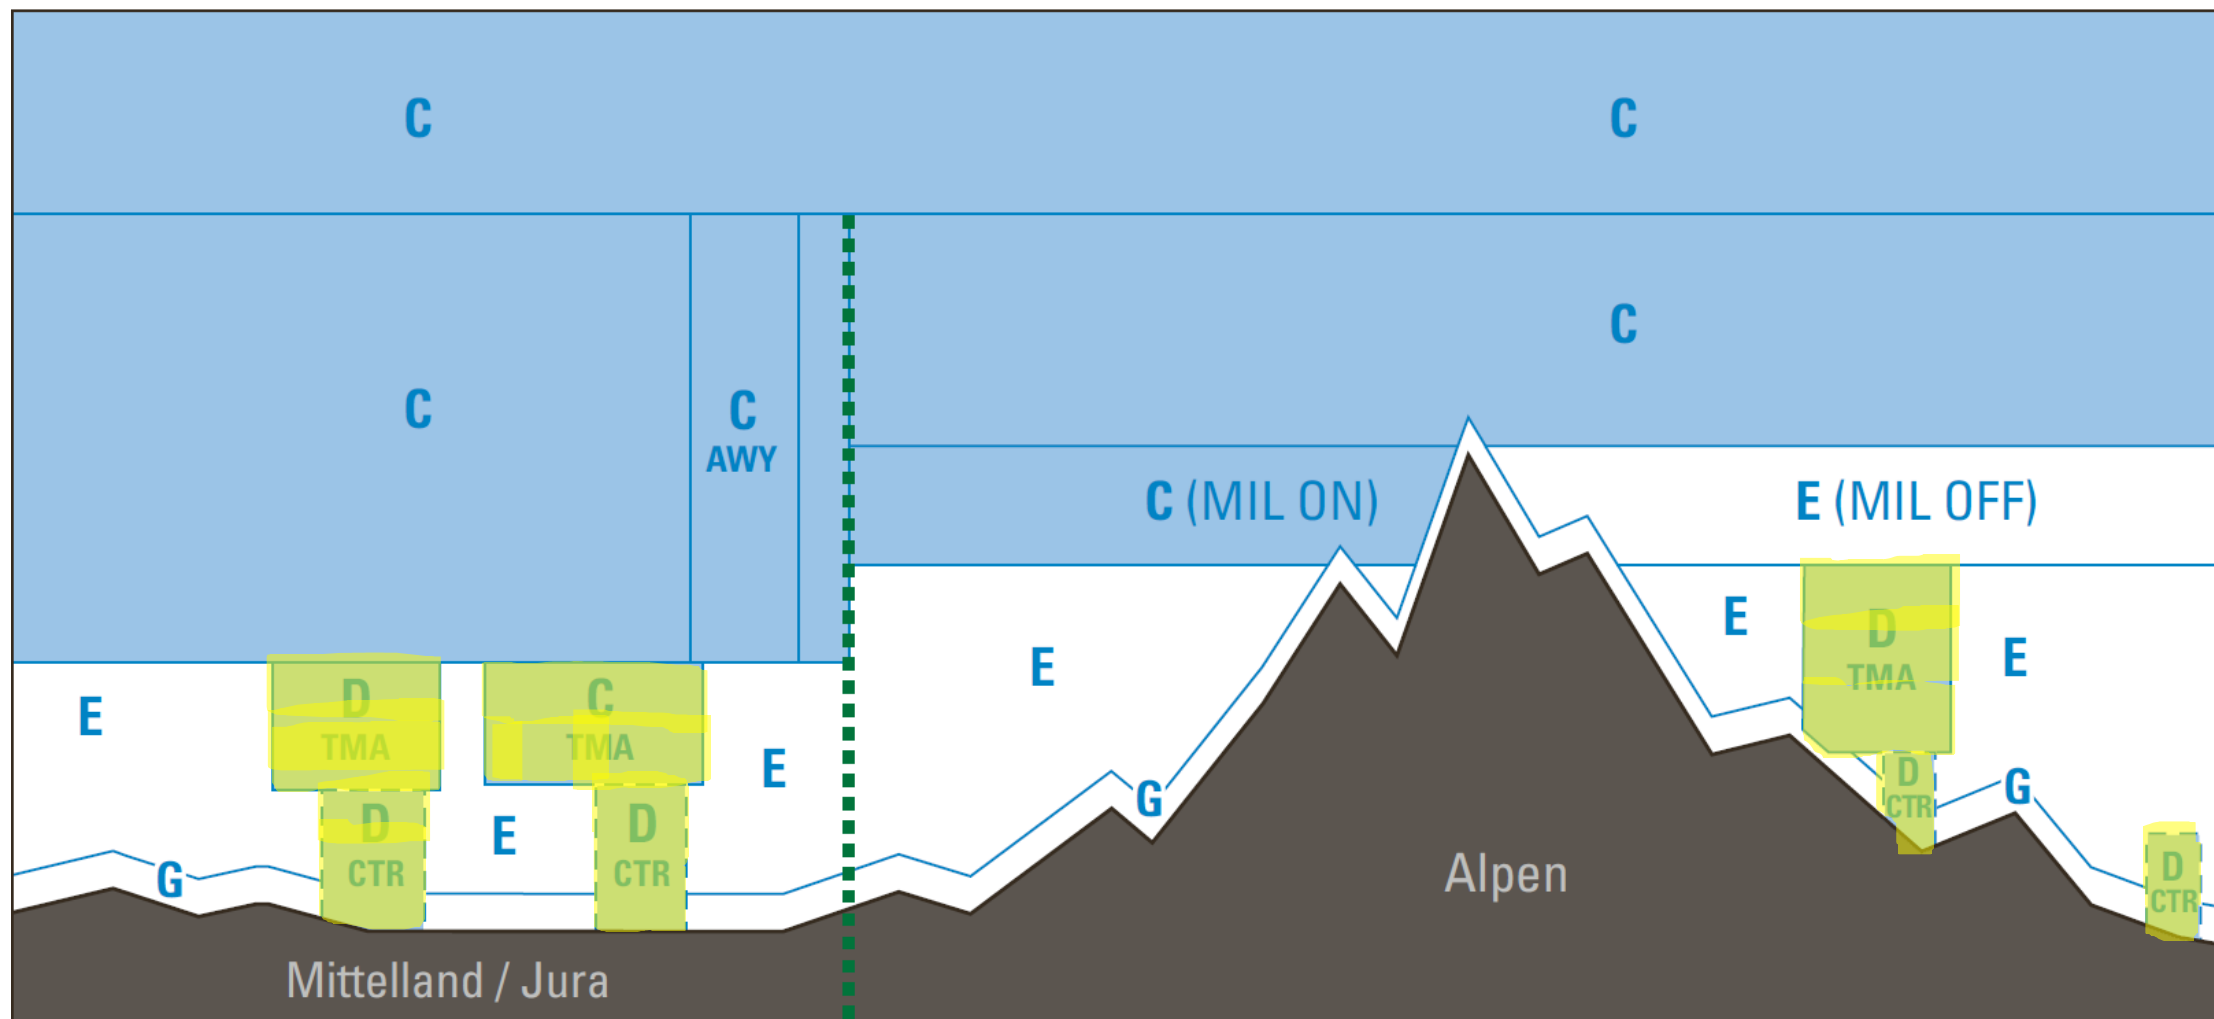 C
C
C
C
C
AWY
C (MIL ON)
E (MIL OFF)
E
D
TMA
C
TMA
E
E
E
D
TMA
E
G
D
CTR
E
D
CTR
G
D
CTR
G
D
CTR
Alpen
Mittelland / Jura